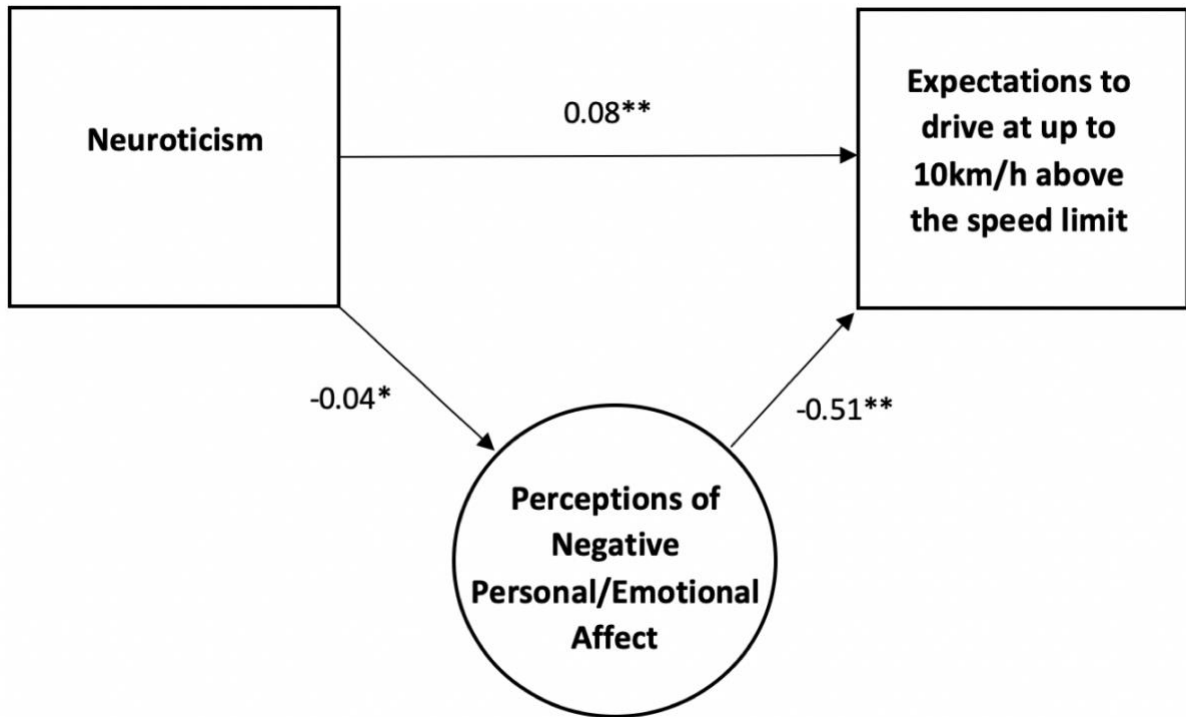 Neuroticism
0.08**
Expectations to
drive at up to
10km/h above
the speed limit
-0.04*
-0.51**
Perceptions of
Negative
Personal/Emotional
Affect